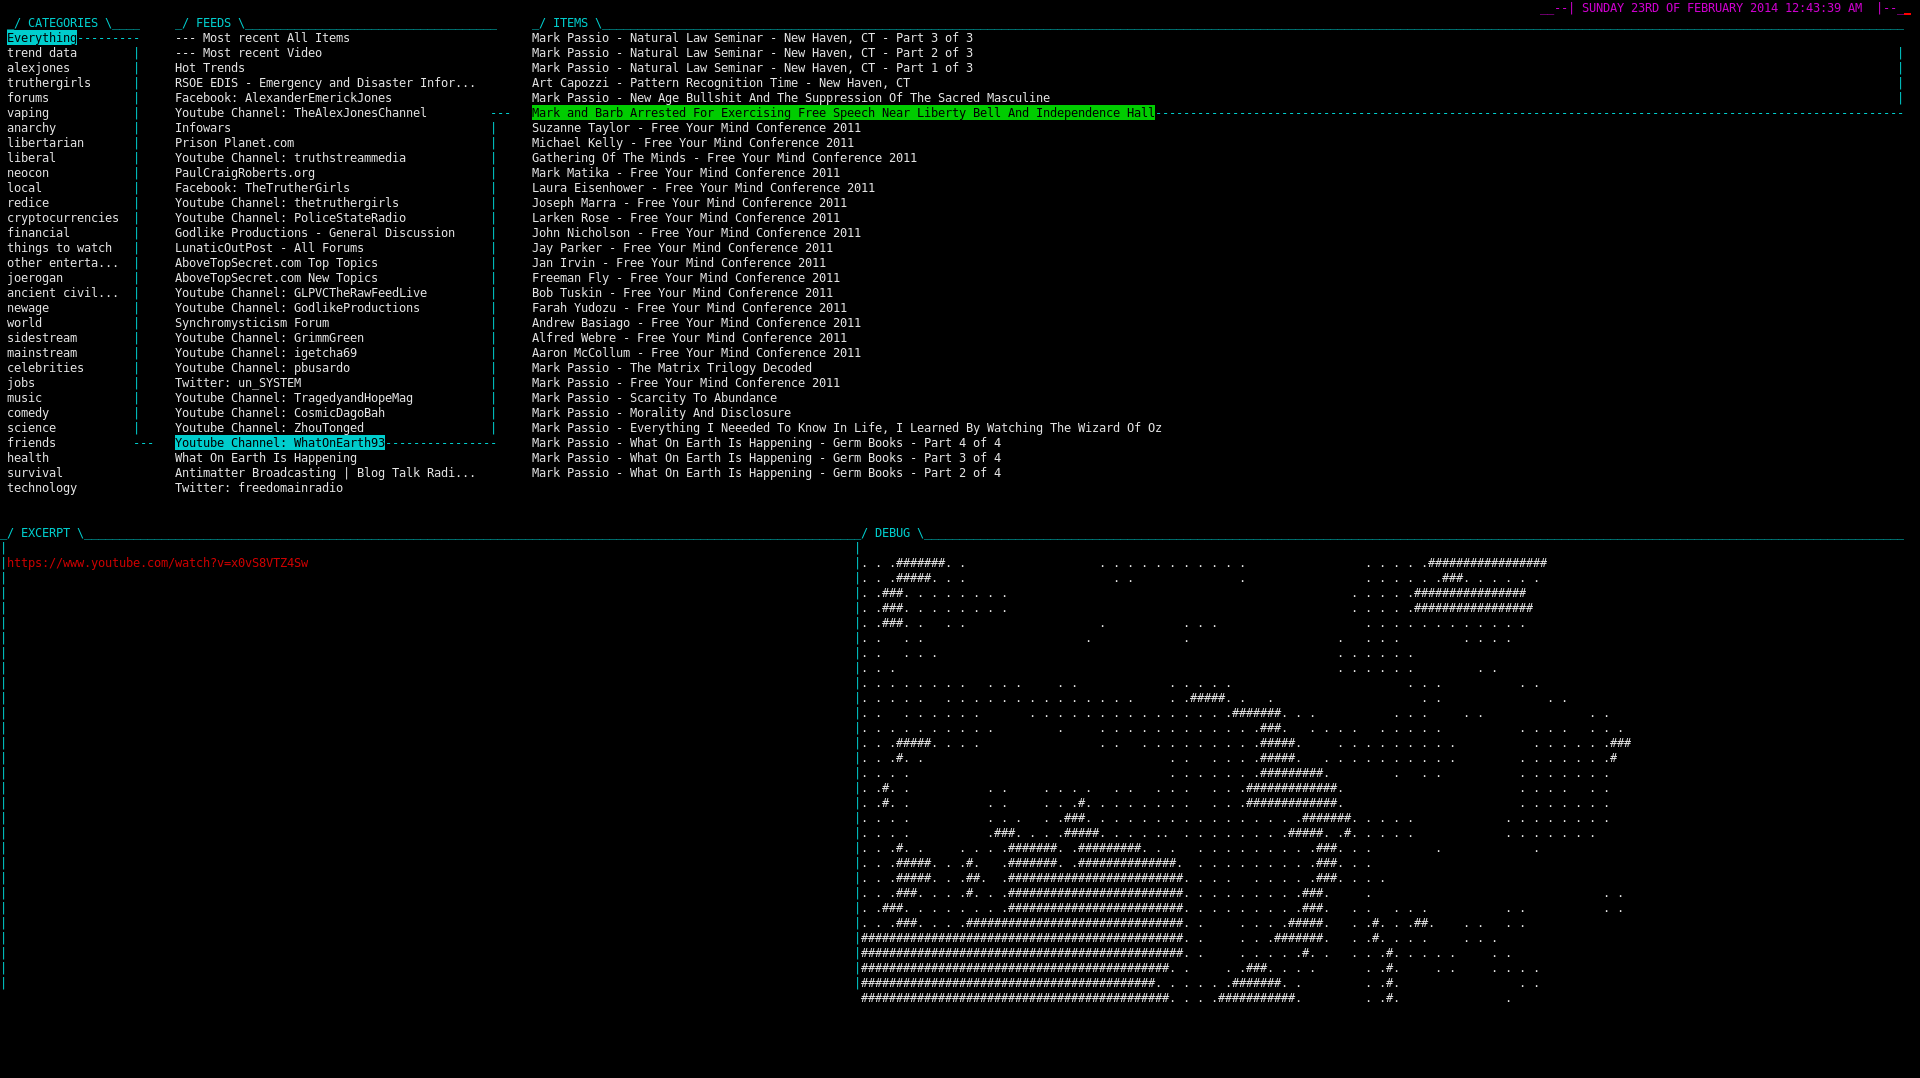 __--| SUNDAY 23RD OF FEBRUARY 2014 12:43:39 AM |--__
_/ CATEGORIES \____
Everything---------
trend data
alexjones
truthergirls
forums
vaping
anarchy
libertarian
liberal
neocon
local
redice
cryptocurrencies
financial
things to watch
other enterta...
joerogan
ancient civil...
newage
world
sidestream
mainstream
celebrities
jobs
music
comedy
science
friends
health
survival
technology
_/ FEEDS \
--- Most recent All Items
--- Most recent Video
Hot Trends
RSOE EDIS - Emergency and Disaster Infor...
Facebook: AlexanderEmerickJones
Youtube Channel: TheAlexJonesChannel
Infowars
Prison Planet.com
Youtube Channel: truthstreammedia
PaulCraigRoberts.org
Facebook: TheTrutherGirls
Youtube Channel: thetruthergirls
Youtube Channel: PoliceStateRadio
Godlike Productions - General Discussion
LunaticOutPost - All Forums
AboveTopSecret.com Top Topics
AboveTopSecret.com New Topics
Youtube Channel: GLPVCTheRawFeedLive
Youtube Channel: GodlikeProductions
Synchromysticism Forum
Youtube Channel: GrimmGreen
Youtube Channel: igetcha69
Youtube Channel: pbusardo
Twitter: un_SYSTEM
Youtube Channel: TragedyandHopeMag
Youtube Channel: CosmicDagoBah
Youtube Channel: ZhouTonged
Youtube Channel: WhatOnEarth93
What On Earth Is Happening
Antimatter Broadcasting | Blog Talk Radi...
Twitter: freedomainradio
_/ ITEMS \
Mark Passio - Natural Law Seminar - New Haven, CT - Part 3 of 3
Mark Passio - Natural Law Seminar - New Haven, CT - Part 2 of 3
Mark Passio - Natural Law Seminar - New Haven, CT - Part 1 of 3
Art Capozzi - Pattern Recognition Time - New Haven, CT
Mark Passio - New Age Bullshit And The Suppression Of The Sacred Masculine
Mark and Barb Arrested For Exercising Free Speech Near Liberty Bell And Independence Hall
Suzanne Taylor - Free Your Mind Conference 2011
Michael Kelly - Free Your Mind Conference 2011
Gathering Of The Minds - Free Your Mind Conference 2011
Mark Matika - Free Your Mind Conference 2011
Laura Eisenhower - Free Your Mind Conference 2011
Joseph Marra - Free Your Mind Conference 2011
Larken Rose - Free Your Mind Conference 2011
John Nicholson - Free Your Mind Conference 2011
Jay Parker - Free Your Mind Conference 2011
Jan Irvin - Free Your Mind Conference 2011
Freeman Fly - Free Your Mind Conference 2011
Bob Tuskin - Free Your Mind Conference 2011
Farah Yudozu - Free Your Mind Conference 2011
Andrew Basiago - Free Your Mind Conference 2011
Alfred Webre - Free Your Mind Conference 2011
Aaron McCollum - Free Your Mind Conference 2011
Mark Passio - The Matrix Trilogy Decoded
Mark Passio - Free Your Mind Conference 2011
Mark Passio - Scarcity To Abundance
Mark Passio - Morality And Disclosure
Mark Passio - Everything I Neeeded To Know In Life, I Learned By Watching The Wizard Of Oz
Mark Passio - What On Earth Is Happening - Germ Books - Part 4 of 4
Mark Passio - What On Earth Is Happening - Germ Books - Part 3 of 4
Mark Passio - What On Earth Is Happening - Germ Books - Part 2 of 4
_/ EXCERPT \
https://www.youtube.com/watch?v=x0vS8VTZ4Sw
_/ DEBUG \